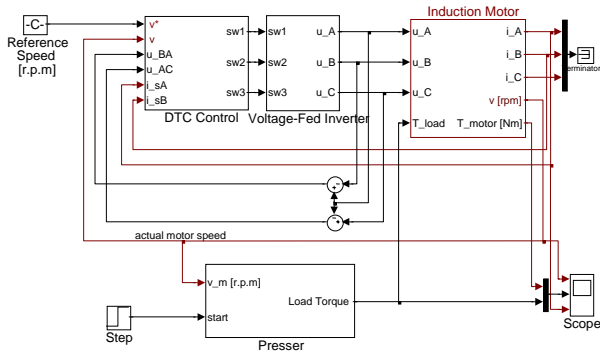 Induction Motor
-C-
Reference
Speed
[r.p.m]
v*
v
u_BA
u_AC
i_sA
i_sB
sw1
sw2
sw3
DTC Control
sw1
sw2
sw3
u_A
u_B
u_C
Voltage-Fed Inverter
u_A
u_B
u_C
T_load
i_A
i_B
i_C
v [rpm]
T_motor [Nm]
erminator
actual motor speed
v_m [r.p.m]
start
Load Torque
Presser
Step
Scope